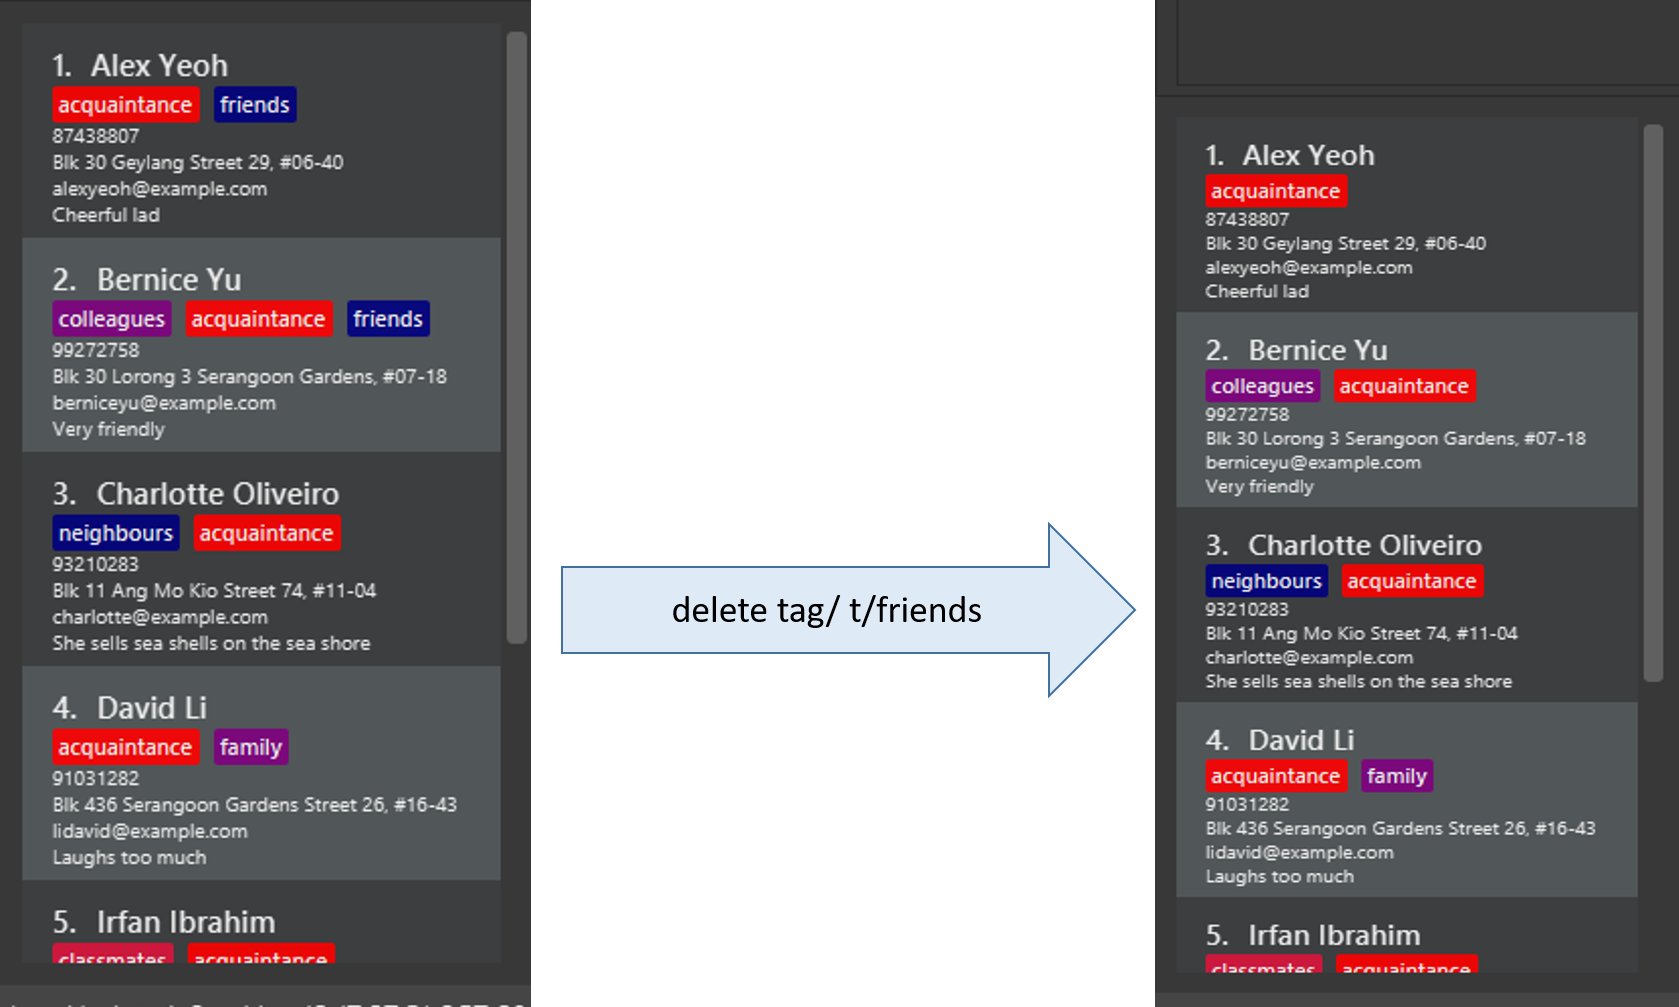 1. Alex Yeoh
acquaintance friends
87438807
Blk 30 Geylang Street 29, #06-40
alexyeoh@example.com
Cheerful lad
2. Bernice Yu
colleagues acquaintance friends
99272758
Blk 30 Lorong 3 Serangoon Gardens, #07-18
berniceyu@example.com
Very friendly
3. Charlotte Oliveiro
neighbours acquaintance
93210283
Blk 11 Ang Mo Kio Street 74, #11-04
charlotte@example.com
She sells sea shells on the sea shore
4. David Li
acquaintance family
91031282
Blk 436 Serangoon Gardens Street 26, #16-43
lidavid@example.com
Laughs too much
5. Irfan Ibrahim
classmates acquaintance
delete tag/ t/friends
1. Alex Yeoh
acquaintance
87438807
Blk 30 Geylang Street 29, #06-40
alexyeoh@example.com
Cheerful lad
2. Bernice Yu
colleagues acquaintance
99272758
Blk 30 Lorong 3 Serangoon Gardens, #07-18
berniceyu@example.com
Very friendly
3. Charlotte Oliveiro
neighbours acquaintance
93210283
Blk 11 Ang Mo Kio Street 74, #11-04
charlotte@example.com
She sells sea shells on the sea shore
4. David Li
acquaintance family
91031282
Blk 436 Serangoon Gardens Street 26, #16-43
lidavid@example.com
Laughs too much
5. Irfan Ibrahim
classmates acquaintance